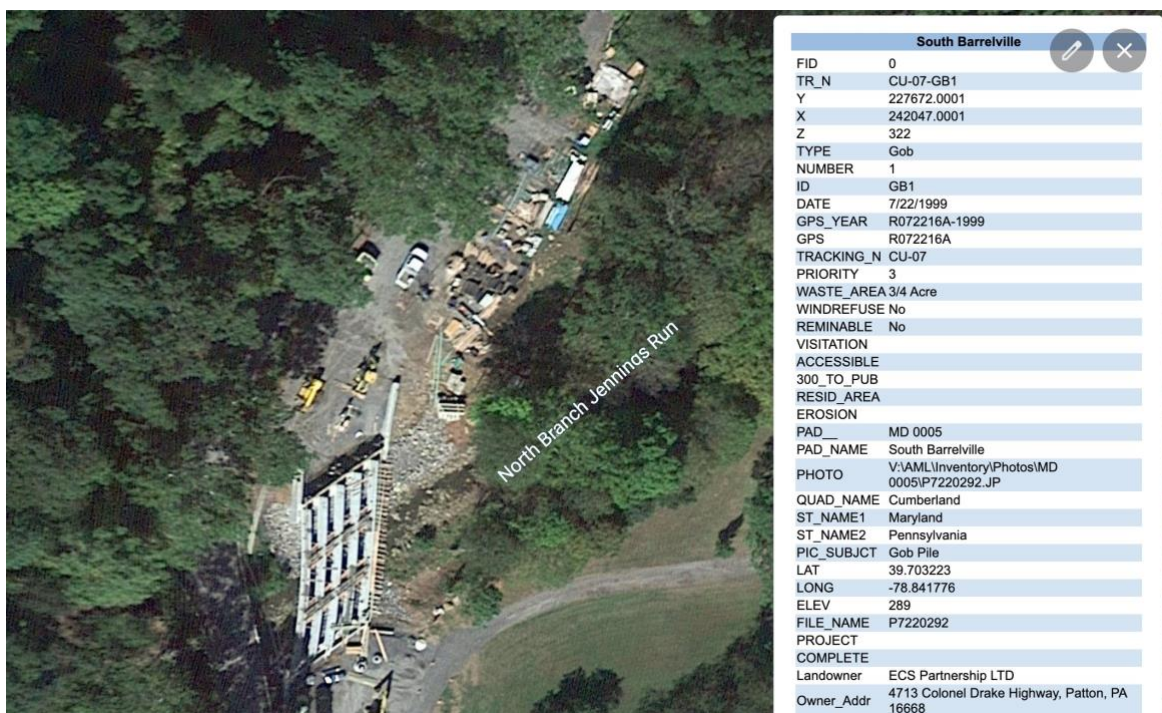 North Branch Jennings Run
South Barrelville
FID 0
TR_N CU-07-GB1
Y 227672.0001
X 242047.0001
Z 322
TYPE Gob
NUMBER 1
ID GB1
DATE 7/22/1999
GPS_YEAR R072216A-1999
GPS R072216A
TRACKING_N CU-07
PRIORITY 3
WASTE_AREA 3/4 Acre
WINDREFUSE No
REMINABLE No
VISITATION
ACCESSIBLE
300_TO_PUB
RESID_AREA
EROSION
PAD__ MD 0005
PAD_NAME South Barrelville
PHOTO V:\AML\Inventory\Photos\MD
0005\P7220292.JP
QUAD_NAME Cumberland
ST_NAME1 Maryland
ST_NAME2 Pennsylvania
PIC_SUBJCT Gob Pile
LAT 39.703223
LONG -78.841776
ELEV 289
FILE_NAME P7220292
PROJECT
COMPLETE
Landowner ECS Partnership LTD
Owner_Addr 4713 Colonel Drake Highway, Patton, PA
16668